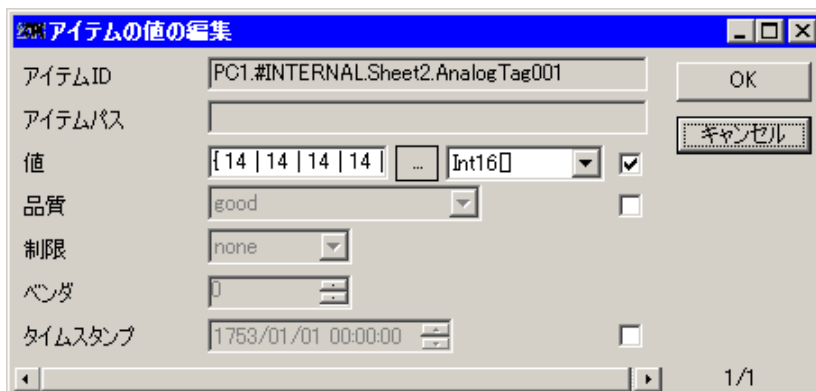 アイテムの値の編集
アイテムID PC1.#INTERNAL.Sheet2.AnalogTag001 OK
アイテムパス キャンセル
値 {14 | 14 | 14 | 14 | ... Int16[]
品質 good
制限 none
ベンダ 0
タイムスタンプ 1753/01/01 00:00:00
1/1